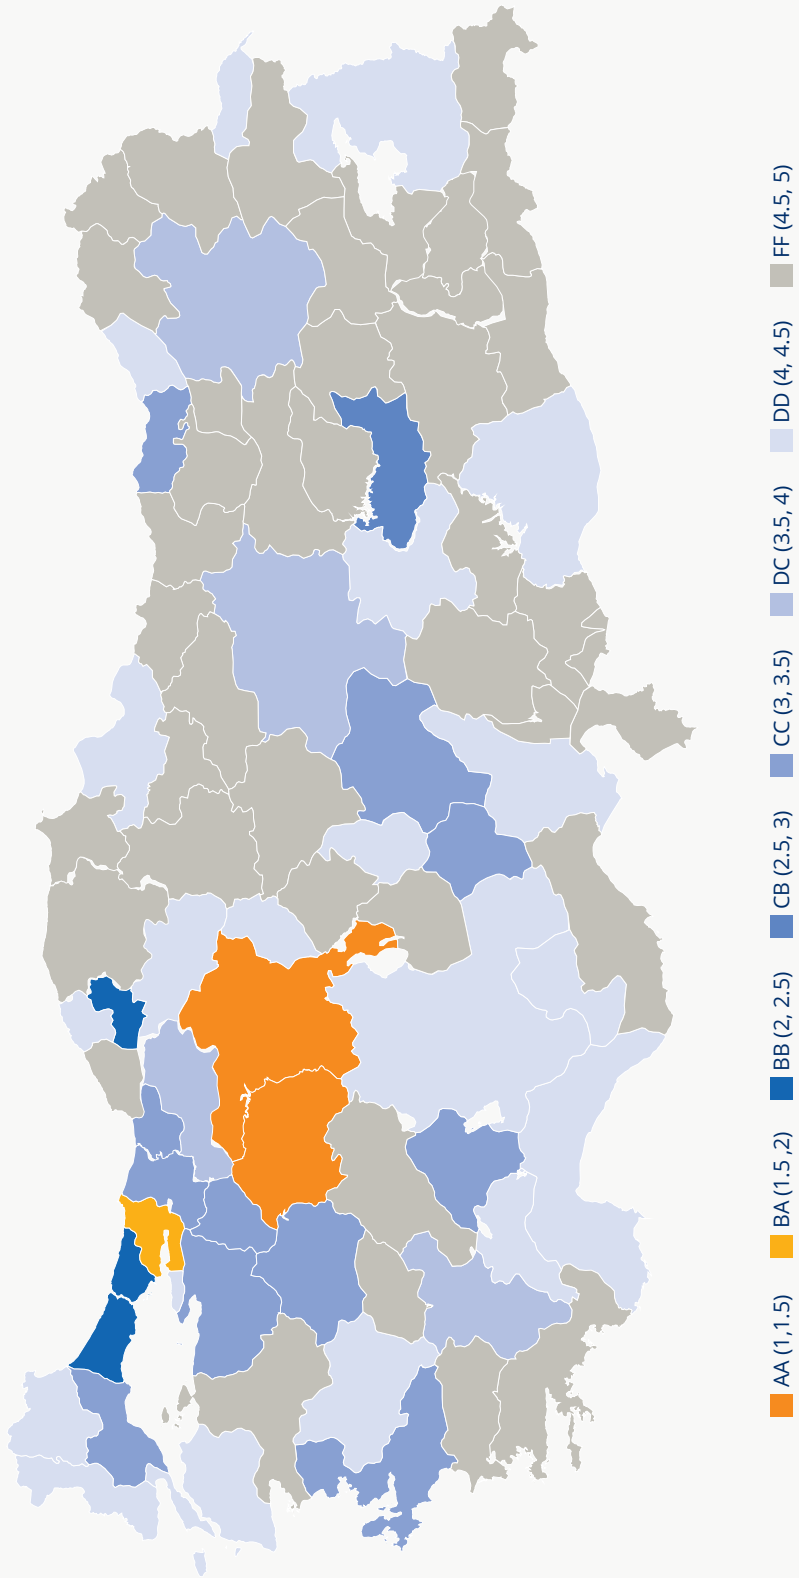 AA (1,1.5)
BA (1.5 ,2)
BB (2, 2.5)
CB (2.5, 3)
CC (3, 3.5)
DC (3.5, 4)
DD (4, 4.5)
FF (4.5, 5)